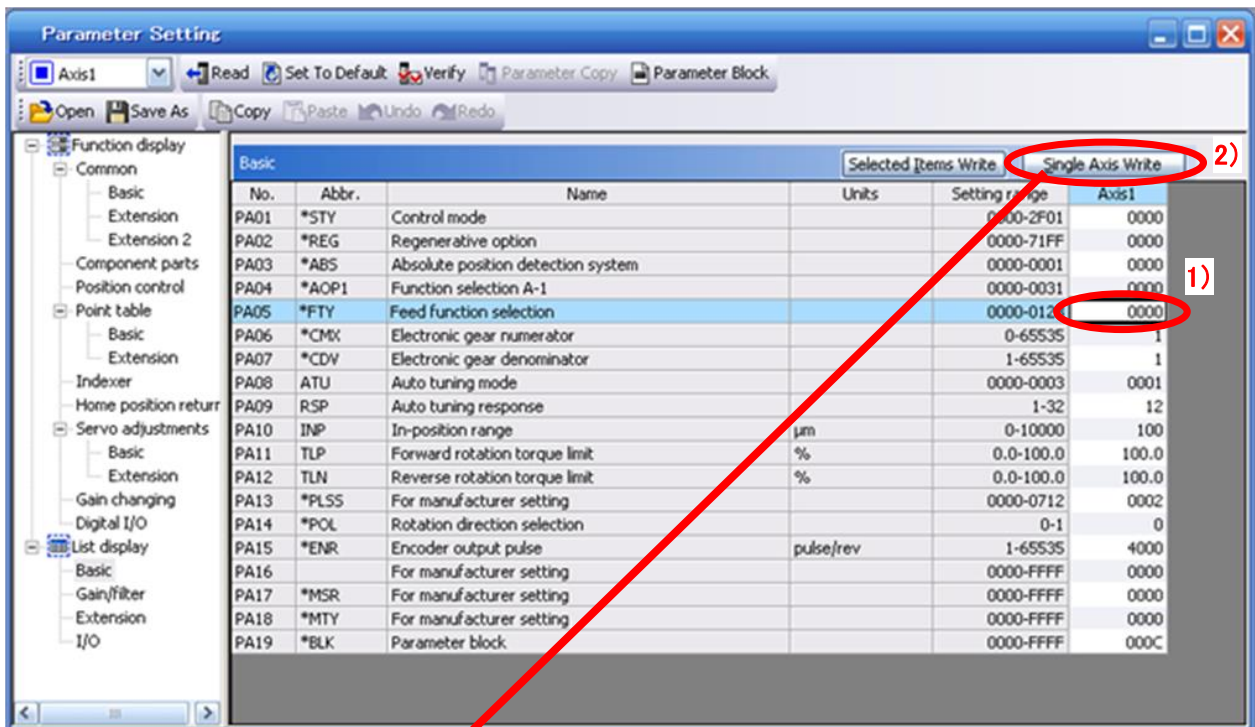 Parameter Setting
Axis1 Read Set To Default Verify Parameter Copy Parameter Block
Open Save As Copy Paste Undo Redo
Function display
Common
Basic
Extension
Extension 2
Component parts
Position control
Point table
Basic
Extension
Indexer
Home position returr
Servo adjustments
Basic
Extension
Gain changing
Digital I/O
List display
Basic
Gain/filter
Extension
I/O
Basic Selected Items Write Single Axis Write 2)
No. Abbr. Name Units Setting range Axis1
PA01 *STY Control mode 0000-2F01 0000
PA02 *REG Regenerative option 0000-71FF 0000
PA03 *ABS Absolute position detection system 0000-0001 0000
1)
PA04 *AOP1 Function selection A-1 0000-0031 0000
PA05 *FTY Feed function selection 0000-012 0000
PA06 *CMX Electronic gear numerator 0-65535 1
PA07 *CDV Electronic gear denominator 1-65535 1
PA08 ATU Auto tuning mode 0000-0003 0001
PA09 RSP Auto tuning response 1-32 12
PA10 INP In-position range μm 0-10000 100
PA11 TLP Forward rotation torque limit % 0.0-100.0 100.0
PA12 TLN Reverse rotation torque limit % 0.0-100.0 100.0
PA13 *PLSS For manufacturer setting 0000-0712 0002
PA14 *POL Rotation direction selection 0-1 0
PA15 *ENR Encoder output pulse pulse/rev 1-65535 4000
PA16 For manufacturer setting 0000-FFFF 0000
PA17 *MSR For manufacturer setting 0000-FFFF 0000
PA18 *MTY For manufacturer setting 0000-FFFF 0000
PA19 *BLK Parameter block 0000-FFFF 000C